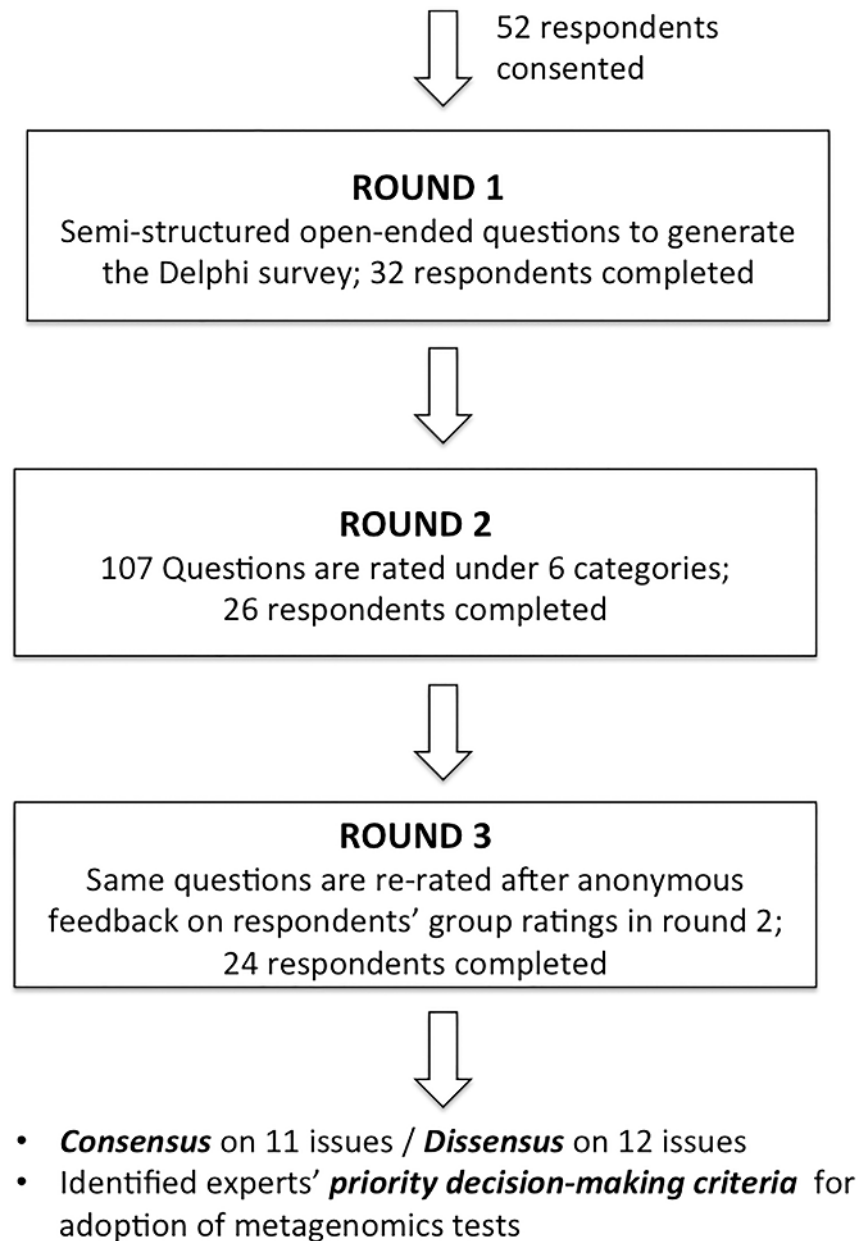 52 respondents
consented
ROUND 1
Semi-structured open-ended questions to generate
the Delphi survey; 32 respondents completed
ROUND 2
107 Questions are rated under 6 categories;
26 respondents completed
ROUND 3
Same questions are re-rated after anonymous
feedback on respondents’ group ratings in round 2;
24 respondents completed
• Consensus on 11 issues / Dissensus on 12 issues
• Identified experts’ priority decision-making criteria for
adoption of metagenomics tests